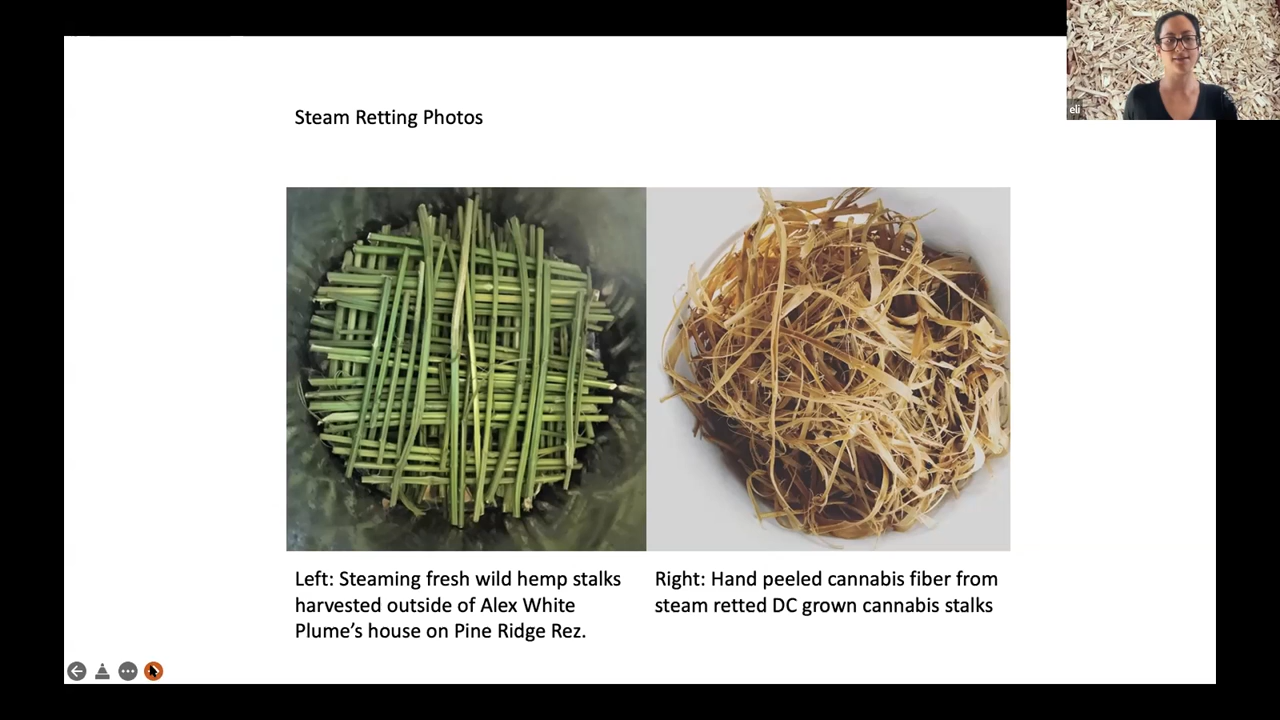 eli
Steam Retting Photos
Left: Steaming fresh wild hemp stalks
harvested outside of Alex White
Plume’s house on Pine Ridge Rez.
Right: Hand peeled cannabis fiber from
steam retted DC grown cannabis stalks